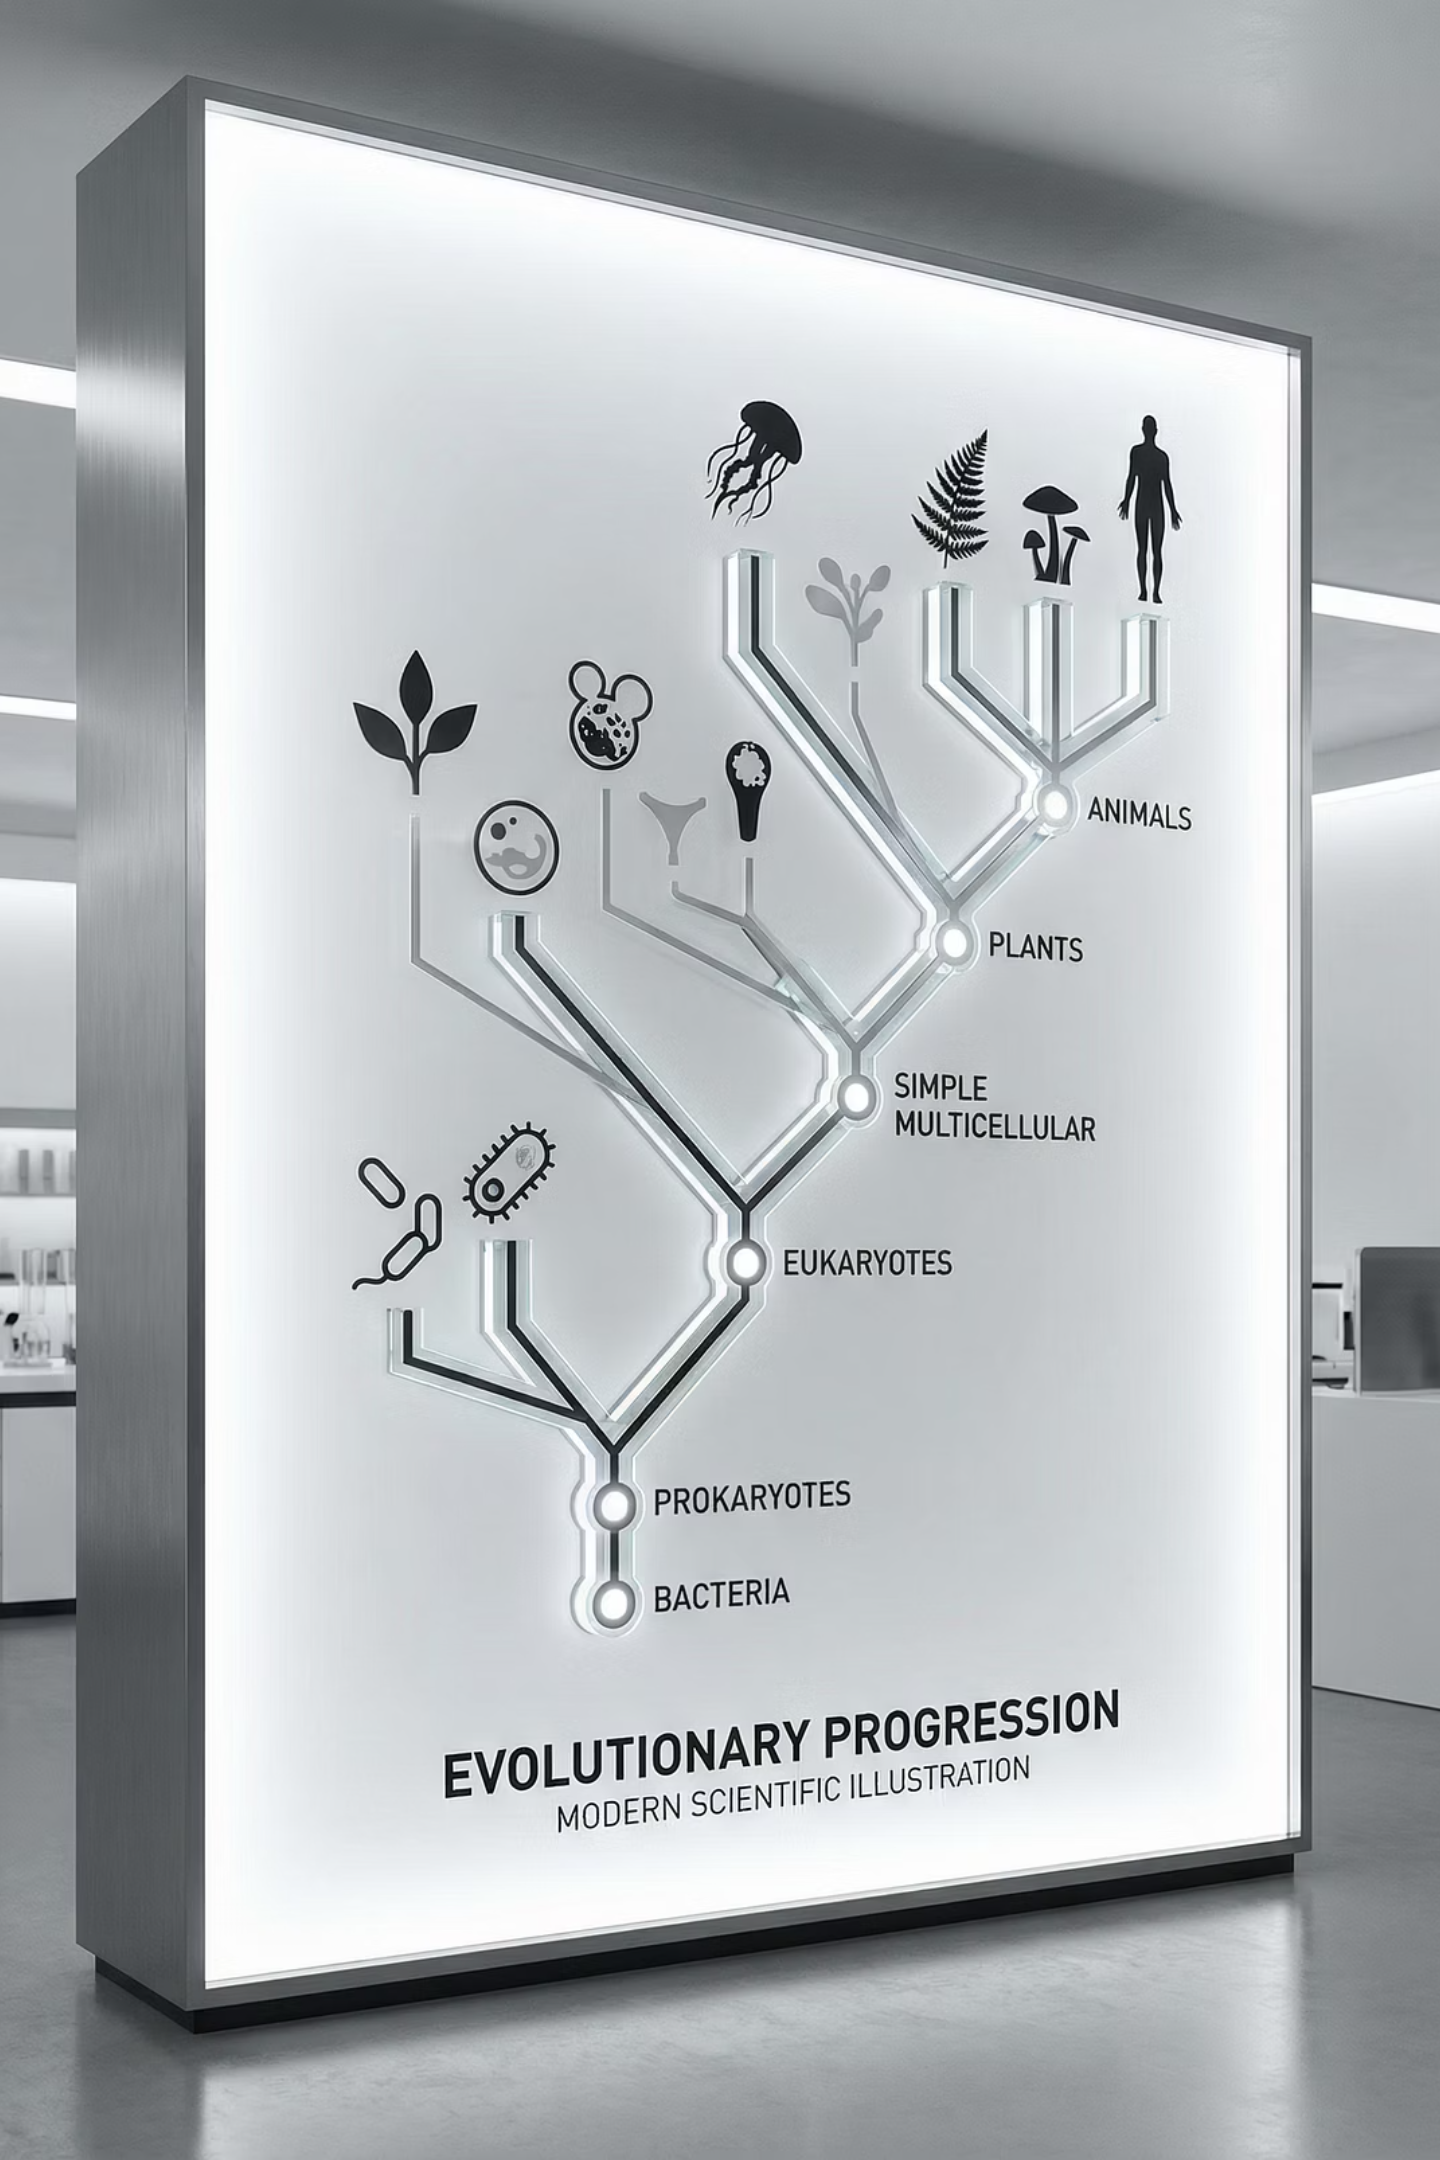 ANIMALS
PLANTS
SIMPLE
MULTICELLULAR
EUKARYOTES
PROKARYOTES
BACTERIA
EVOLUTIONARY PROGRESSION
MODERN SCIENTIFIC ILLUSTRATION